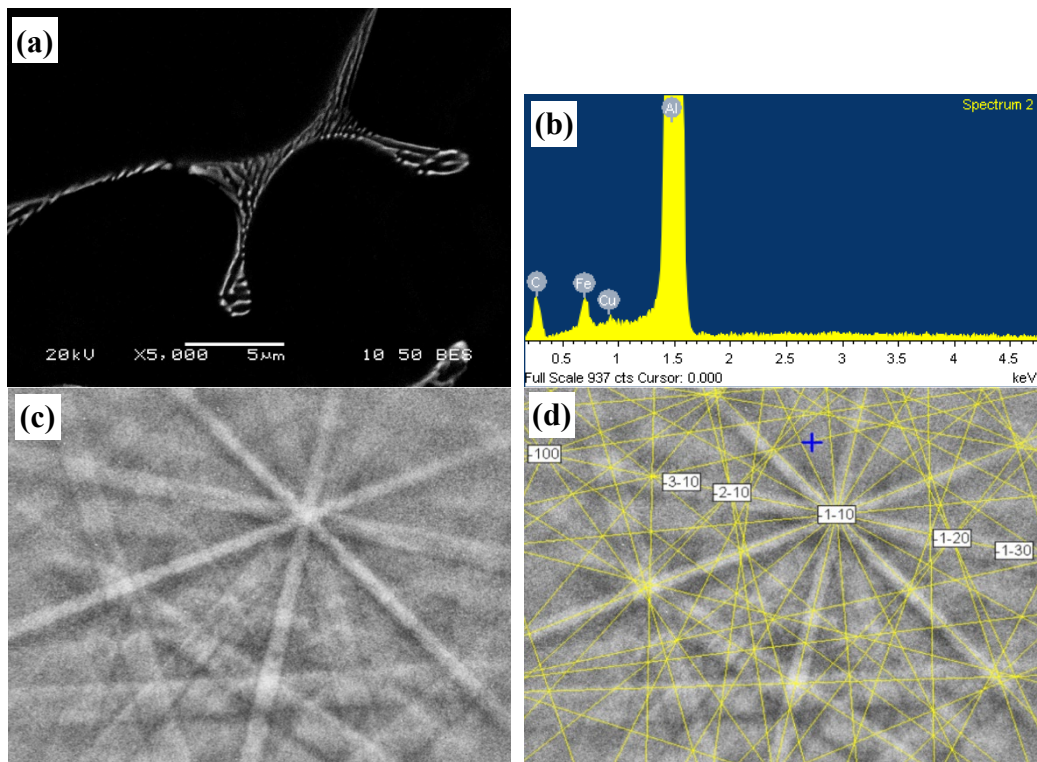 (a)
20kV X5,000 5μm 10 50 BES
(b)
Spectrum 2
Al
C
Fe
Cu
0.5 1 1.5 2 2.5 3 3.5 4 4.5
Full Scale 937 cts Cursor: 0.000 keV
(c)
(d)
-100
-3-10
-2-10
-1-10
-1-20
-1-30